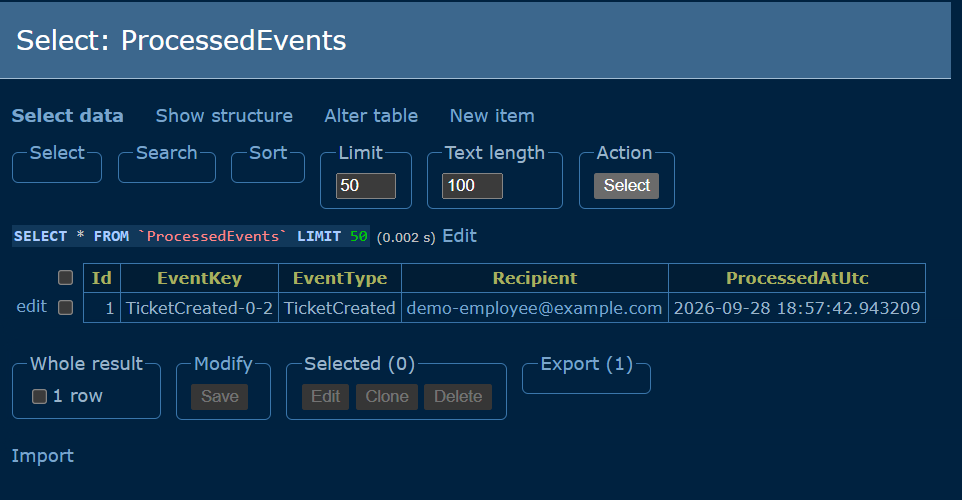 Select: ProcessedEvents
Select data Show structure Alter table New item
Select Search Sort Limit Text length Action
50 100 Select
SELECT * FROM `ProcessedEvents` LIMIT 50 (0.002 s) Edit
Id EventKey EventType Recipient ProcessedAtUtc
edit 1 TicketCreated-0-2 TicketCreated demo-employee@example.com 2026-09-28 18:57:42.943209
Whole result Modify Selected (0) Export (1)
1 row Save Edit Clone Delete
Import